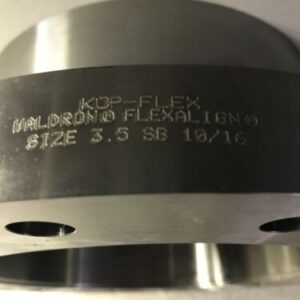 KOP-FLEX
WALDRON® FLEXALIGN®
SIZE 3.5 SB 10/16